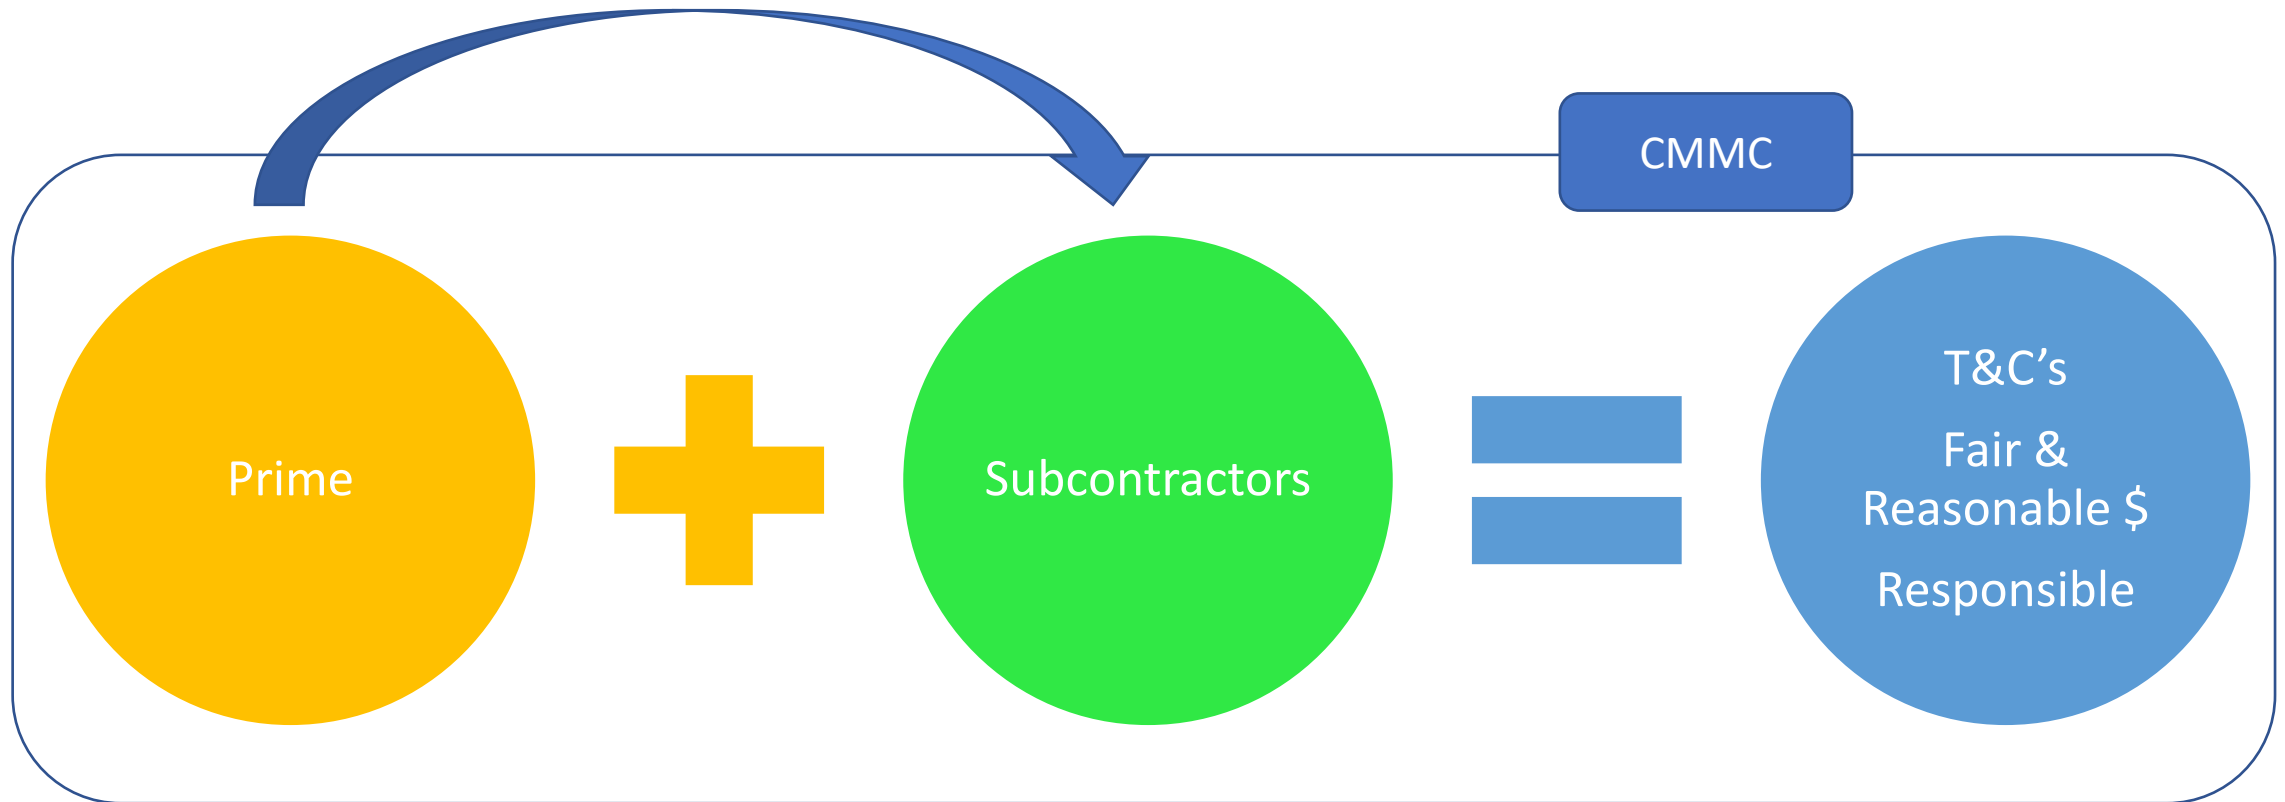 CMMC
Prime
Subcontractors
T&C’s
Fair &
Reasonable $
Responsible